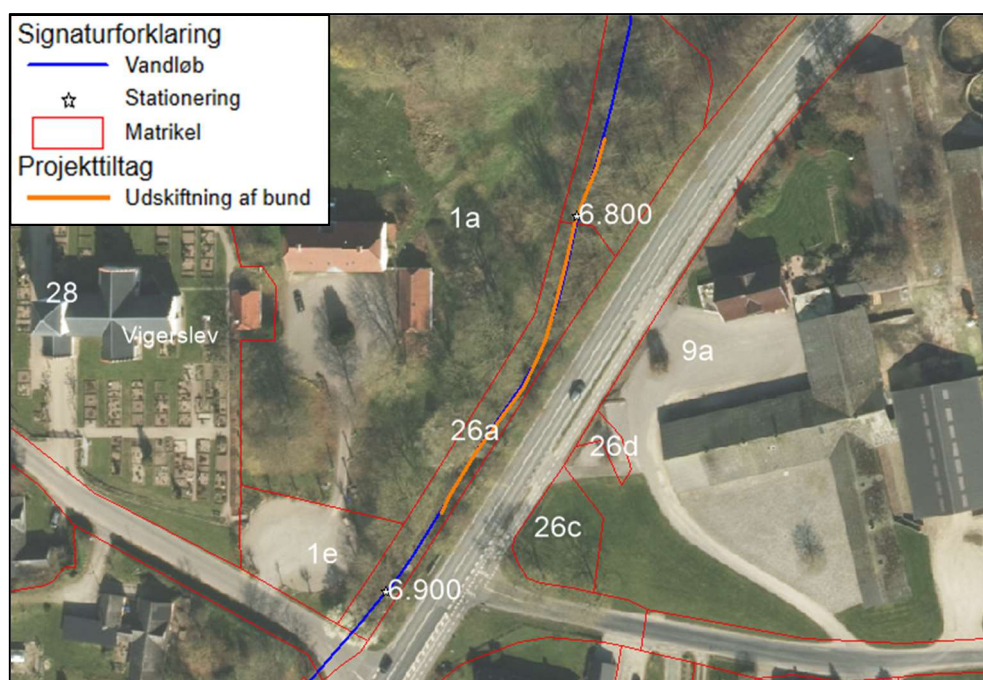 Signaturforklaring
Vandløb
Stationering
Matrikel
Projekttiltag
Udskiftning af bund
6.800
1a
28
Vigerslev
9a
26a
26d
26c
1e
6.900